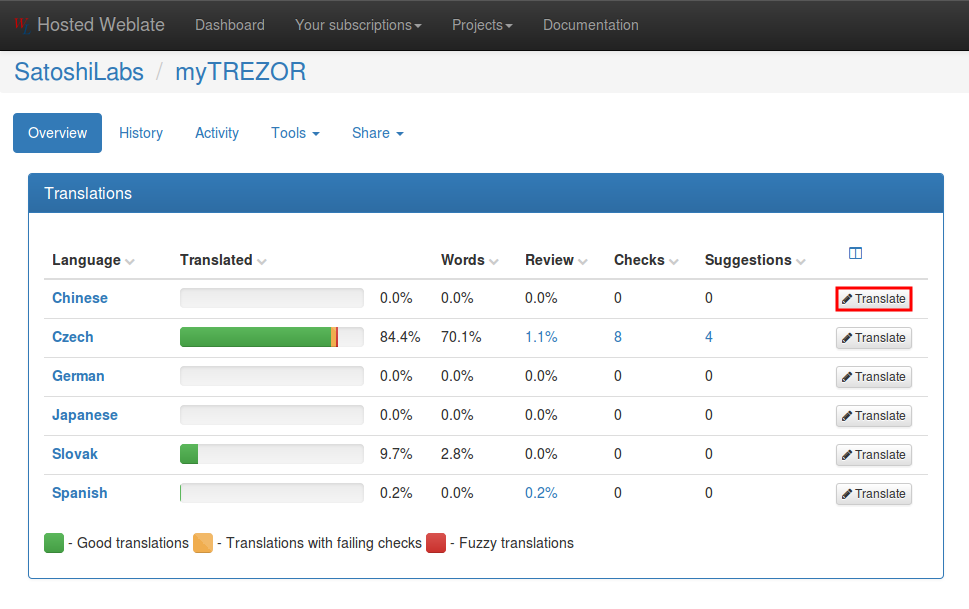 Hosted Weblate Dashboard Your subscriptions Projects Documentation
SatoshiLabs / myTREZOR
Overview History Activity Tools Share
Translations
Language Translated Words Review Checks Suggestions
Chinese 0.0% 0.0% 0.0% 0 0 Translate
Czech 84.4% 70.1% 1.1% 8 4 Translate
German 0.0% 0.0% 0.0% 0 0 Translate
Japanese 0.0% 0.0% 0.0% 0 0 Translate
Slovak 9.7% 2.8% 0.0% 0 0 Translate
Spanish 0.2% 0.0% 0.2% 0 0 Translate
- Good translations - Translations with failing checks - Fuzzy translations